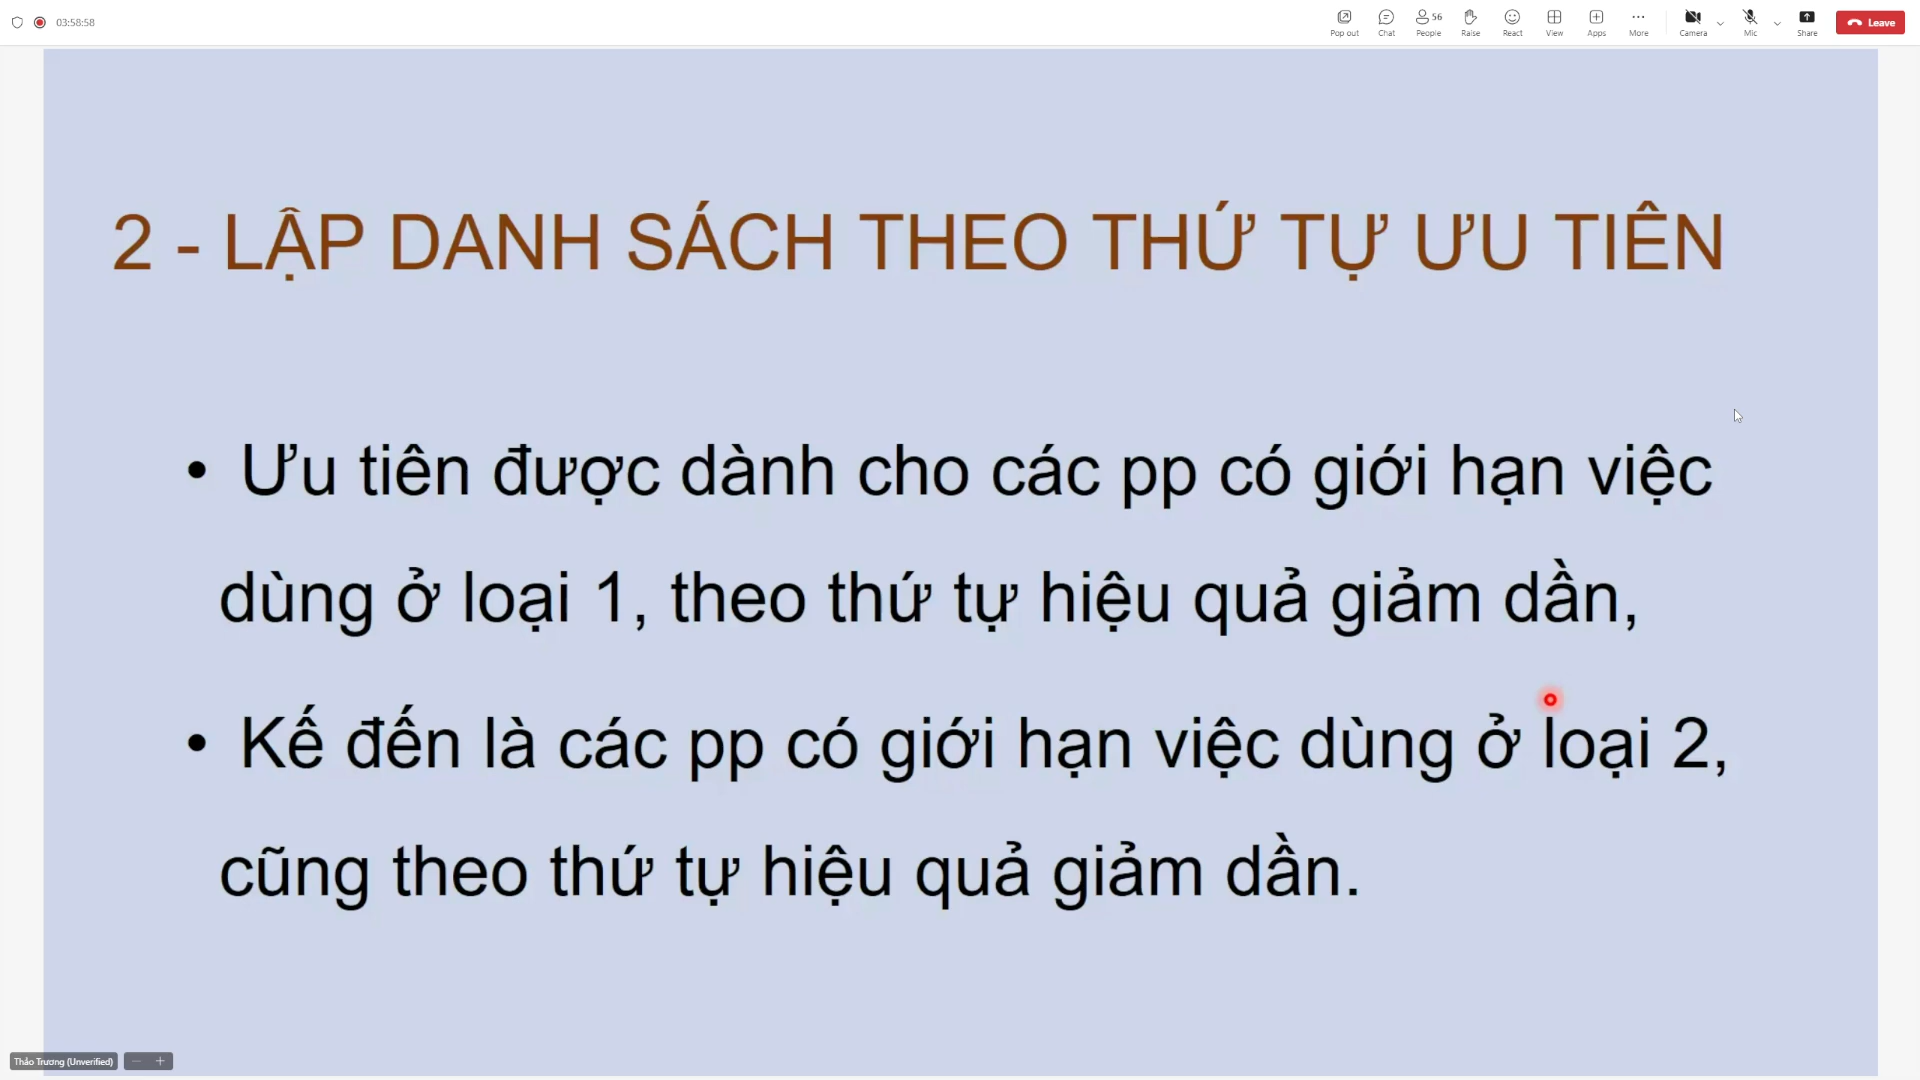 03:58:58
Pop out
Chat
56
People
Raise
React
View
Apps
More
Camera
Mic
Share
Leave
2 - LẬP DANH SÁCH THEO THỨ TỰ ƯU TIÊN
• Ưu tiên được dành cho các pp có giới hạn việc
dùng ở loại 1, theo thứ tự hiệu quả giảm dần,
• Kế đến là các pp có giới hạn việc dùng ở loại 2,
cũng theo thứ tự hiệu quả giảm dần.
Thảo Trương (Unverified)